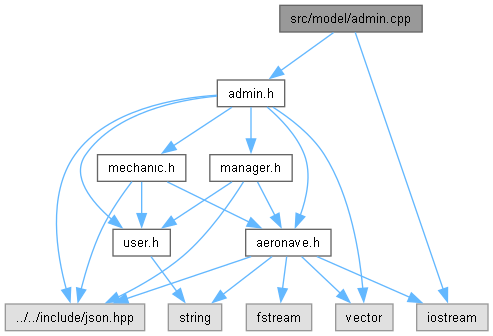 src/model/admin.cpp
admin.h
mechanic.h
manager.h
user.h
aeronave.h
../../include/json.hpp
string
fstream
vector
iostream